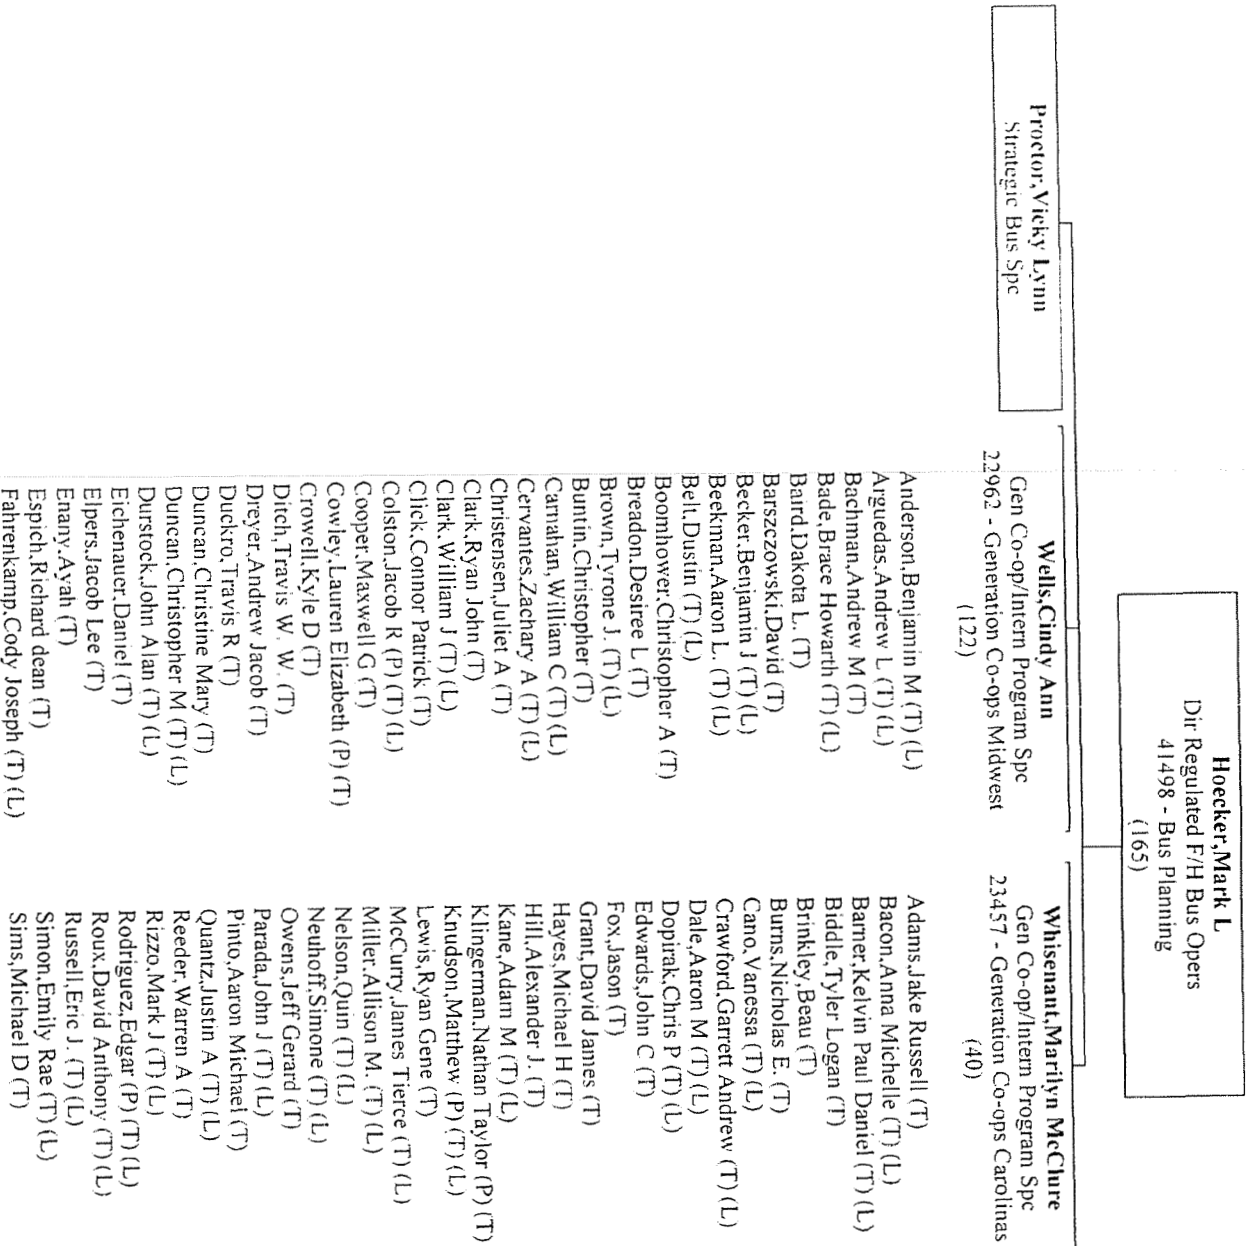 Hoecker,Mark L
Dir Regulated F/H Bus Opers
41498 - Bus Planning
(165)
Proctor,Vicky Lynn
Strategic Bus Spc
Wells,Cindy Ann
Gen Co-op/Intern Program Spc
22962 - Generation Co-ops Midwest
(122)
Anderson,Benjamin M (T) (L)
Arguedas,Andrew L (T) (L)
Bachman,Andrew M (T)
Bade,Brace Howarth (T) (L)
Baird,Dakota L. (T)
Barszczowski,David (T)
Becker,Benjamin J (T) (L)
Beekman,Aaron L. (T) (L)
Belt,Dustin (T) (L)
Boomhower,Christopher A (T)
Breadon,Desiree L (T)
Brown,Tyrone J. (T) (L)
Buntin,Christopher (T)
Carnahan,William C (T) (L)
Cervantes,Zachary A (T) (L)
Christensen,Juliet A (T)
Clark,Ryan John (T)
Clark,William J (T) (L)
Click,Connor Patrick (T)
Colston,Jacob R (P) (T) (L)
Cooper,Maxwell G (T)
Cowley,Lauren Elizabeth (P) (T)
Crowell,Kyle D (T)
Ditch,Travis W. W. (T)
Dreyer,Andrew Jacob (T)
Duckro,Travis R (T)
Duncan,Christine Mary (T)
Duncan,Christopher M (T) (L)
Durstock,John Alan (T) (L)
Eichenauer,Daniel (T)
Elpers,Jacob Lee (T)
Enany,Ayah (T)
Espich,Richard dean (T)
Fahrenkamp,Cody Joseph (T) (L)
Whisenant,Marilyn McClure
Gen Co-op/Intern Program Spc
23457 - Generation Co-ops Carolinas
(40)
Adams,Jake Russell (T)
Bacon,Anna Michelle (T) (L)
Barner,Kelvin Paul Daniel (T) (L)
Biddle,Tyler Logan (T)
Brinkley,Beau (T)
Burns,Nicholas E. (T)
Cano,Vanessa (T) (L)
Crawford,Garrett Andrew (T) (L)
Dale,Aaron M (T) (L)
Dopirak,Chris P (T) (L)
Edwards,John C (T)
Fox,Jason (T)
Grant,David James (T)
Hayes,Michael H (T)
Hill,Alexander J. (T)
Kane,Adam M (T) (L)
Klingerman,Nathan Taylor (P) (T)
Knudson,Matthew (P) (T) (L)
Lewis,Ryan Gene (T)
McCurry,James Tierce (T) (L)
Miller,Allison M. (T) (L)
Nelson,Quin (T) (L)
Neuhoff,Simone (T) (L)
Owens,Jeff Gerard (T)
Parada,John J (T) (L)
Pinto,Aaron Michael (T)
Quantz,Justin A (T) (L)
Reeder,Warren A (T)
Rizzo,Mark J (T) (L)
Rodriguez,Edgar (P) (T) (L)
Roux,David Anthony (T) (L)
Russell,Eric J. (T) (L)
Simon,Emily Rae (T) (L)
Sims,Michael D (T)